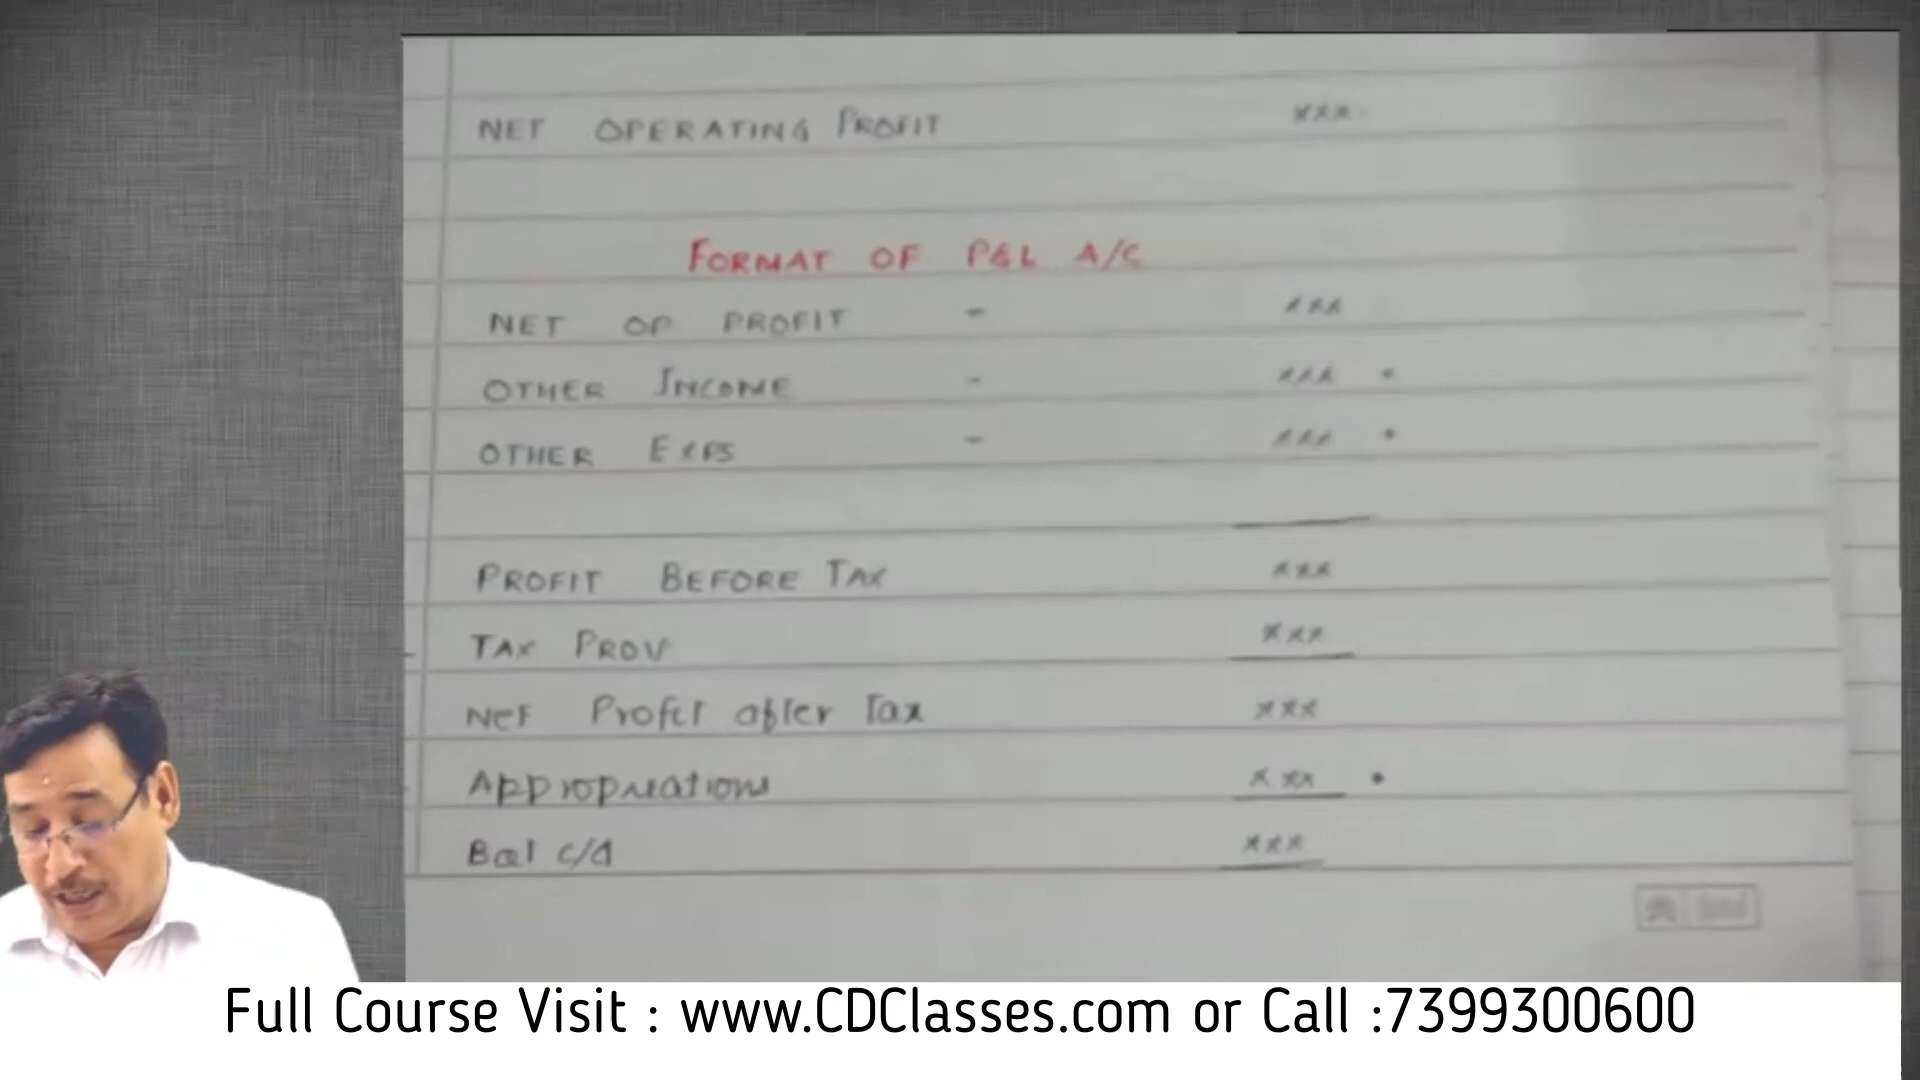 NET OPERATING PROFIT xxx
FORMAT OF P&L A/C
NET OP PROFIT - xxx
OTHER INCOME - xxx
OTHER EXPS - xxx
PROFIT BEFORE TAX xxx
TAX PROV xxx
Net Profit after Tax xxx
Appropriations xxx
Bal c/d xxx
Full Course Visit : www.CDClasses.com or Call :7399300600